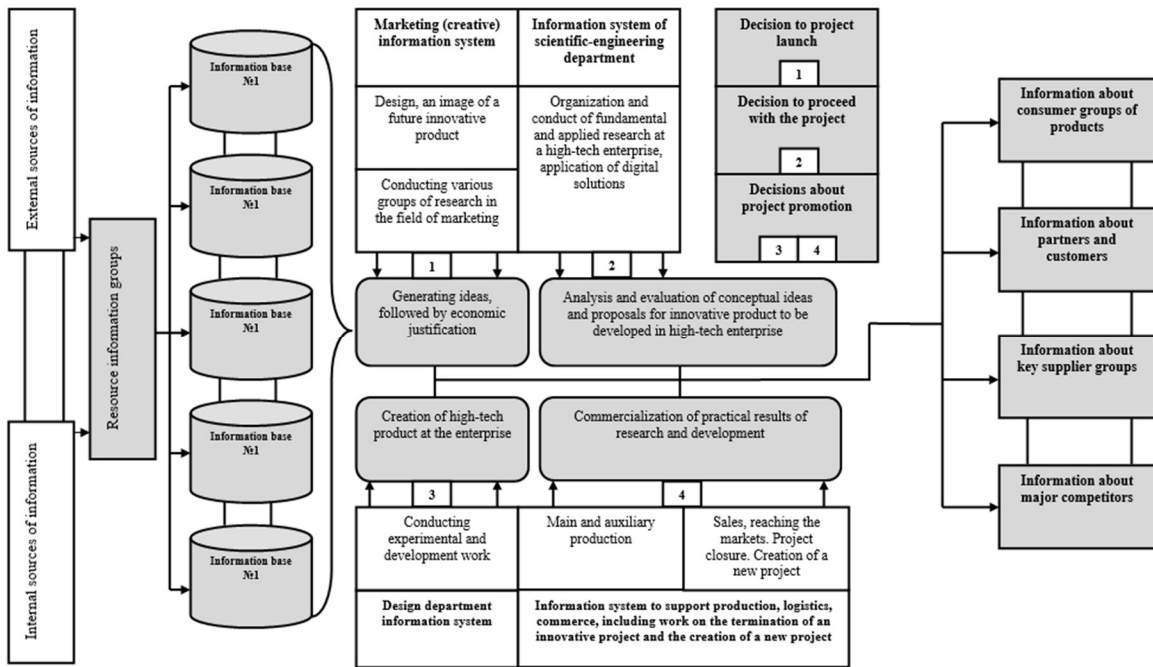 External sources of information
Internal sources of information
Resource information groups
Information base
№1
Information base
№1
Information base
№1
Information base
№1
Information base
№1
Marketing (creative)
information system
Design, an image of a
future innovative
product
Conducting various
groups of research in
the field of marketing
1
Information system of
scientific-engineering
department
Organization and
conduct of fundamental
and applied research at
a high-tech enterprise,
application of digital
solutions
2
Decision to project
launch
1
Decision to proceed
with the project
2
Decisions about
project promotion
3 4
Generating ideas,
followed by economic
justification
Analysis and evaluation of conceptual ideas
and proposals for innovative product to be
developed in high-tech enterprise
Creation of high-tech
product at the enterprise
Commercialization of practical results of
research and development
3
Conducting
experimental and
development work
Design department
information system
4
Main and auxiliary
production
Sales, reaching the
markets. Project
closure. Creation of a
new project
Information system to support production, logistics,
commerce, including work on the termination of an
innovative project and the creation of a new project
Information about
consumer groups of
products
Information about
partners and
customers
Information about
key supplier groups
Information about
major competitors